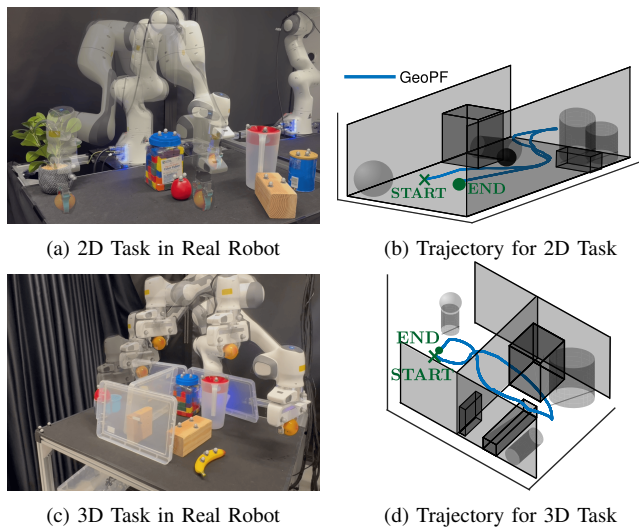 GeoPF
START
END
(a) 2D Task in Real Robot
(b) Trajectory for 2D Task
END
START
(c) 3D Task in Real Robot
(d) Trajectory for 3D Task